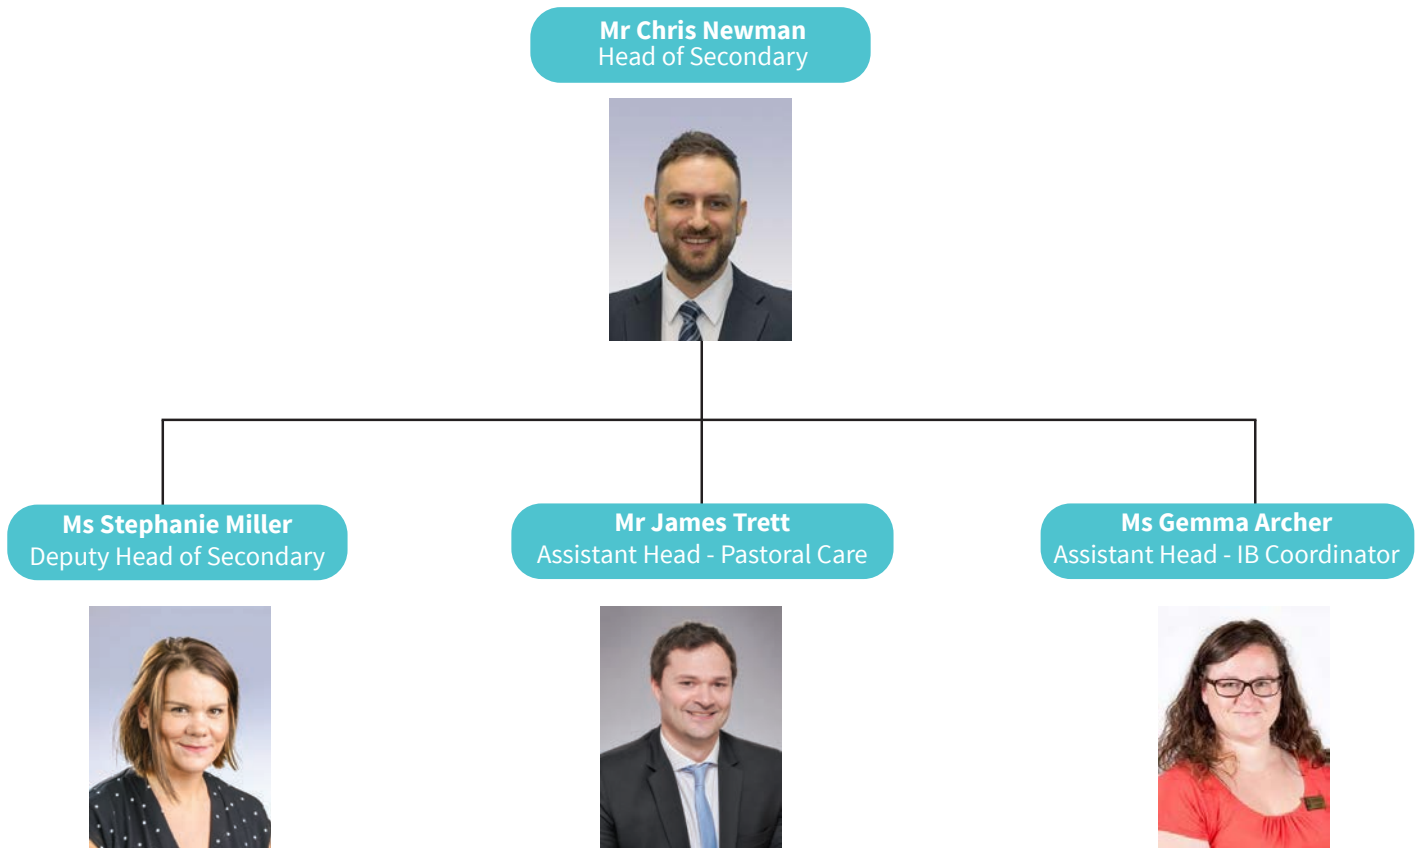 Mr Chris Newman
Head of Secondary
Ms Stephanie Miller
Deputy Head of Secondary
Mr James Trett
Assistant Head - Pastoral Care
Ms Gemma Archer
Assistant Head - IB Coordinator